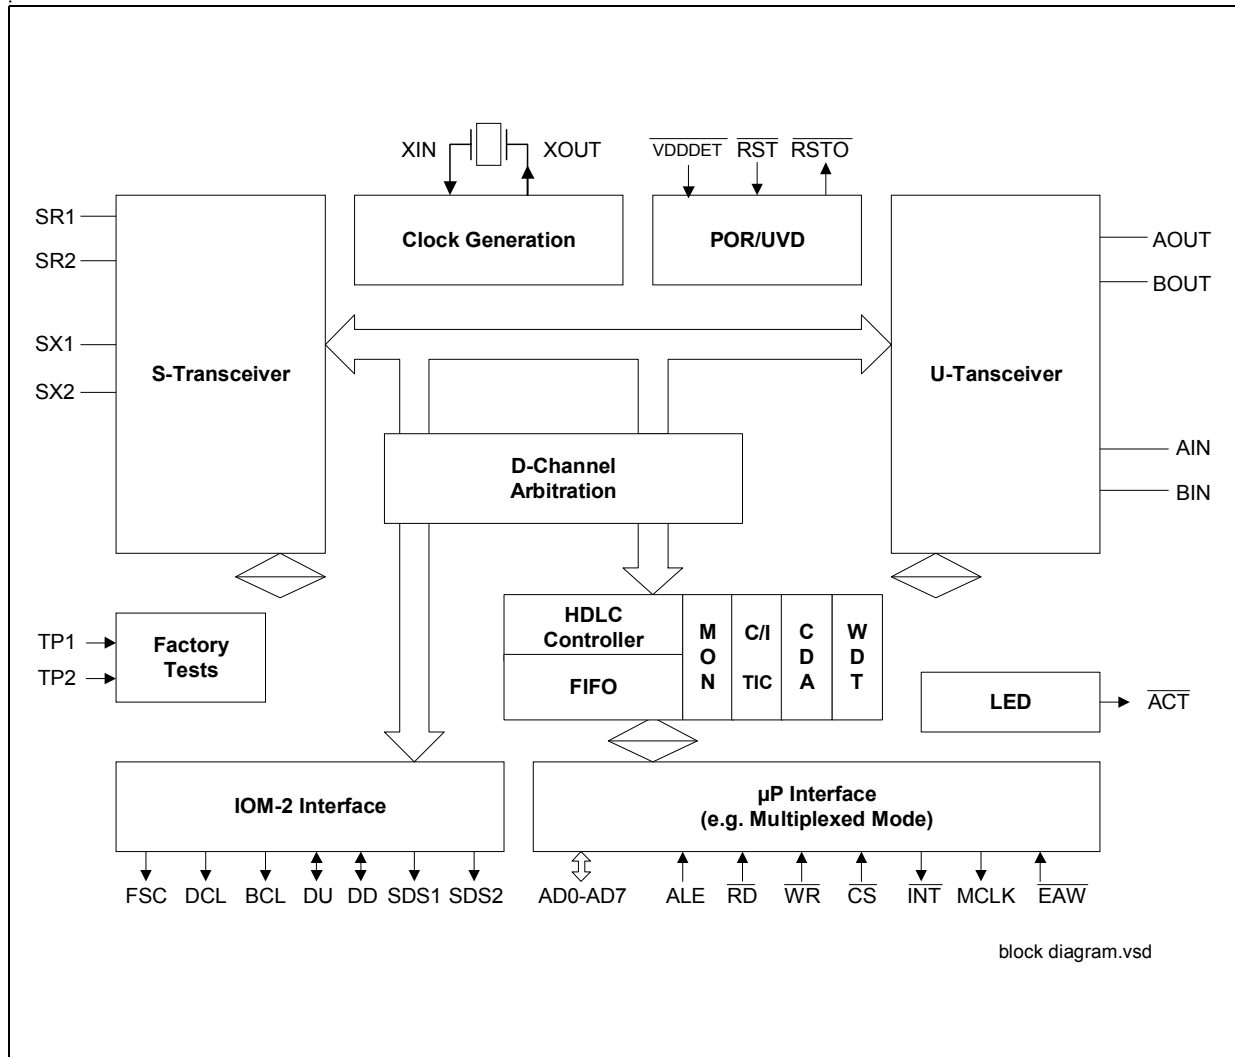 XIN
XOUT
VDDDET
RST
RSTO
SR1
SR2
SX1
SX2
S-Transceiver
Clock Generation
POR/UVD
U-Tansceiver
AOUT
BOUT
AIN
BIN
D-Channel
Arbitration
TP1
TP2
Factory
Tests
HDLC
Controller
FIFO
M
O
N
C/I
TIC
C
D
A
W
D
T
LED
ACT
IOM-2 Interface
µP Interface
(e.g. Multiplexed Mode)
FSC DCL BCL DU DD SDS1 SDS2
AD0-AD7 ALE RD WR CS INT MCLK EAW
block diagram.vsd